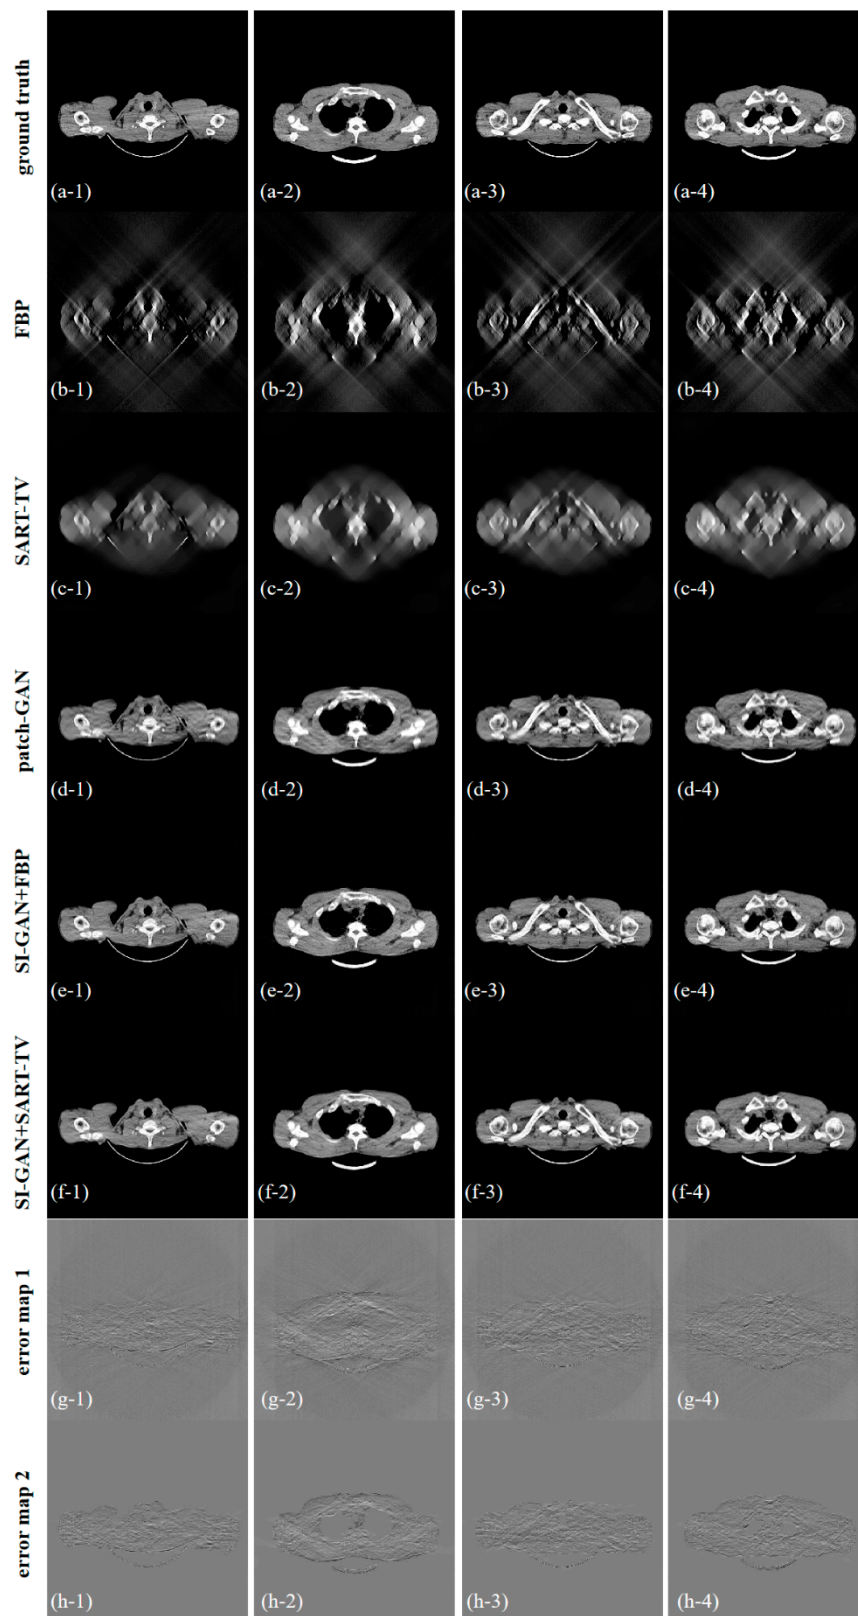 ground truth
(a-1)
(a-2)
(a-3)
(a-4)
FBP
(b-1)
(b-2)
(b-3)
(b-4)
SART-TV
(c-1)
(c-2)
(c-3)
(c-4)
patch-GAN
(d-1)
(d-2)
(d-3)
(d-4)
SI-GAN+FBP
(e-1)
(e-2)
(e-3)
(e-4)
SI-GAN+SART-TV
(f-1)
(f-2)
(f-3)
(f-4)
error map 1
(g-1)
(g-2)
(g-3)
(g-4)
error map 2
(h-1)
(h-2)
(h-3)
(h-4)